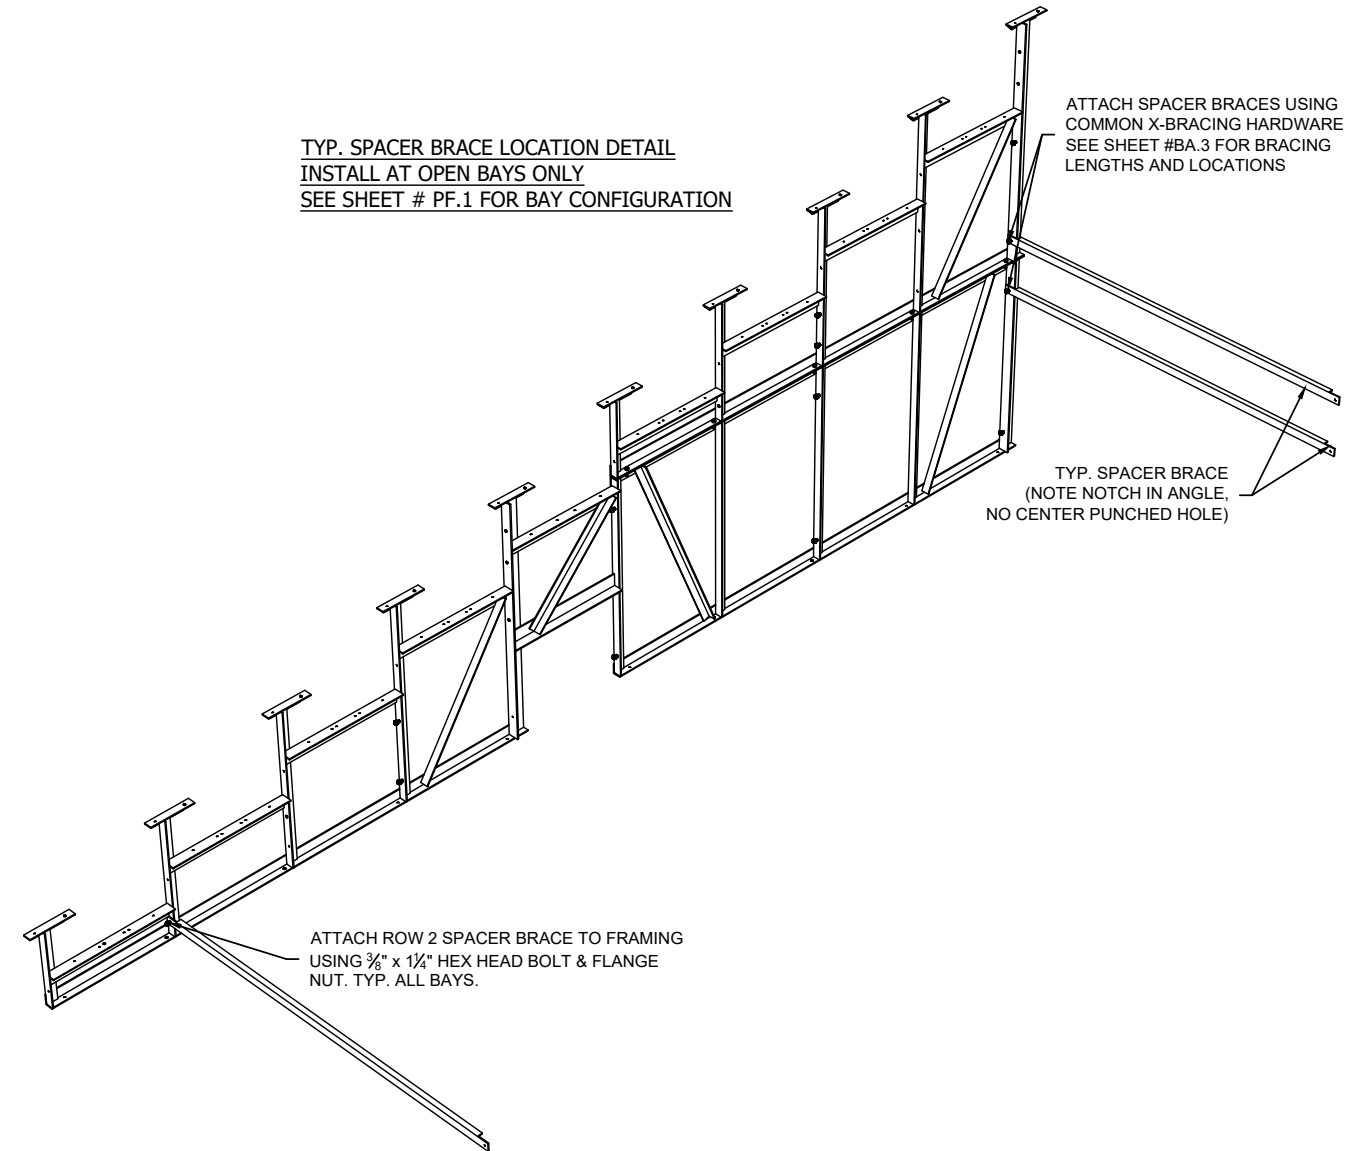 TYP. SPACER BRACE LOCATION DETAIL
INSTALL AT OPEN BAYS ONLY
SEE SHEET # PF.1 FOR BAY CONFIGURATION
ATTACH SPACER BRACES USING
COMMON X-BRACING HARDWARE
SEE SHEET #BA.3 FOR BRACING
LENGTHS AND LOCATIONS
TYP. SPACER BRACE
(NOTE NOTCH IN ANGLE,
NO CENTER PUNCHED HOLE)
ATTACH ROW 2 SPACER BRACE TO FRAMING
USING 3⁄8" x 1 1⁄4" HEX HEAD BOLT & FLANGE
NUT. TYP. ALL BAYS.